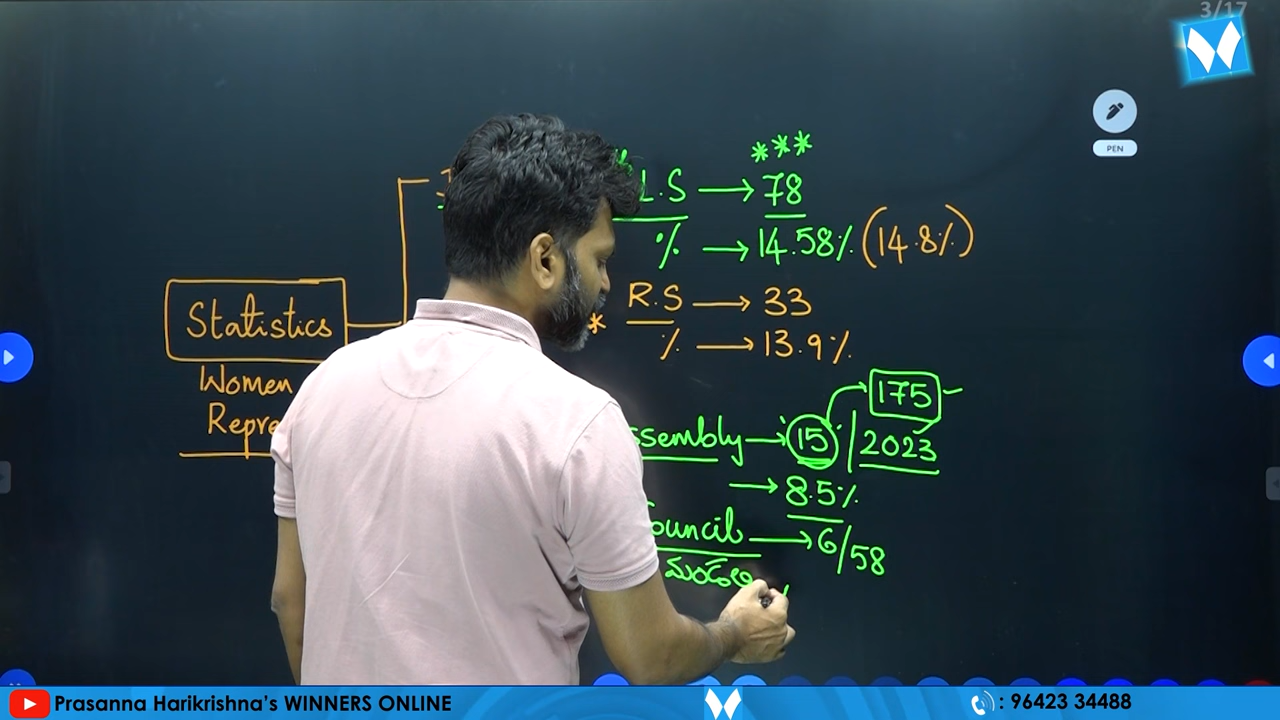 3/17
PEN
***
L.S → 78
% → 14.58% (14.8%)
Statistics
* R.S → 33
% → 13.9%
Women
175
ssembly → 15 / 2023
→ 8.5%
ouncil → 6/58
మండలి
Prasanna Harikrishna's WINNERS ONLINE
: 96423 34488